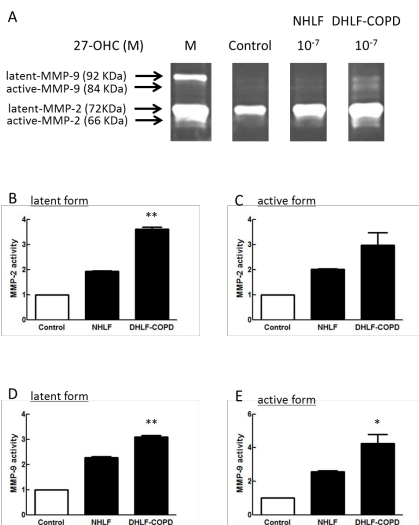 A
NHLF DHLF-COPD
27-OHC (M) M Control 10-7 10-7
latent-MMP-9 (92 KDa)
active-MMP-9 (84 KDa)
latent-MMP-2 (72KDa)
active-MMP-2 (66 KDa)
B latent form
MMP-2 activity
4
3
2
1
0
**
Control NHLF DHLF-COPD
C active form
MMP-2 activity
4
3
2
1
0
Control NHLF DHLF-COPD
D latent form
MMP-9 activity
4
3
2
1
0
**
Control NHLF DHLF-COPD
E active form
MMP-9 activity
6
4
2
0
*
Control NHLF DHLF-COPD